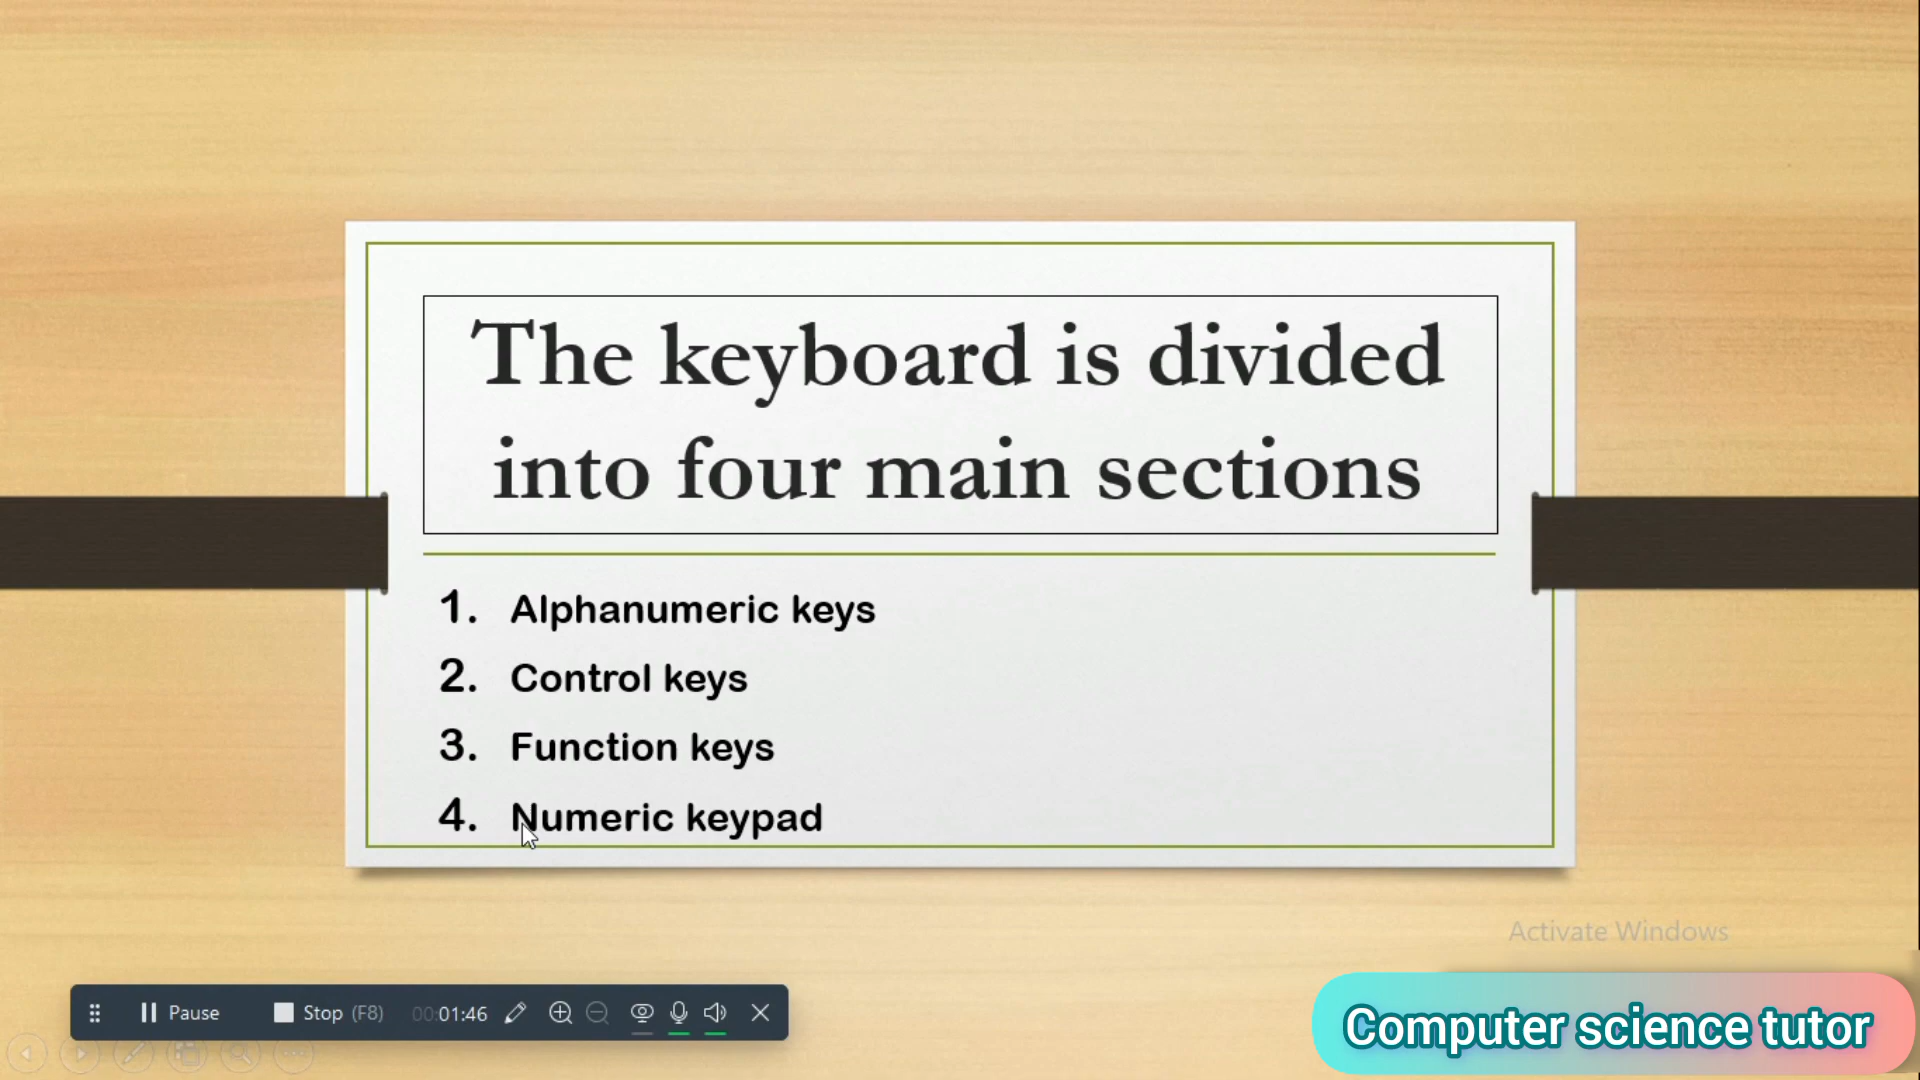 The keyboard is divided
into four main sections
1. Alphanumeric keys
2. Control keys
3. Function keys
4. Numeric keypad
Activate Windows
Pause Stop (F8) 00:01:46
Computer science tutor